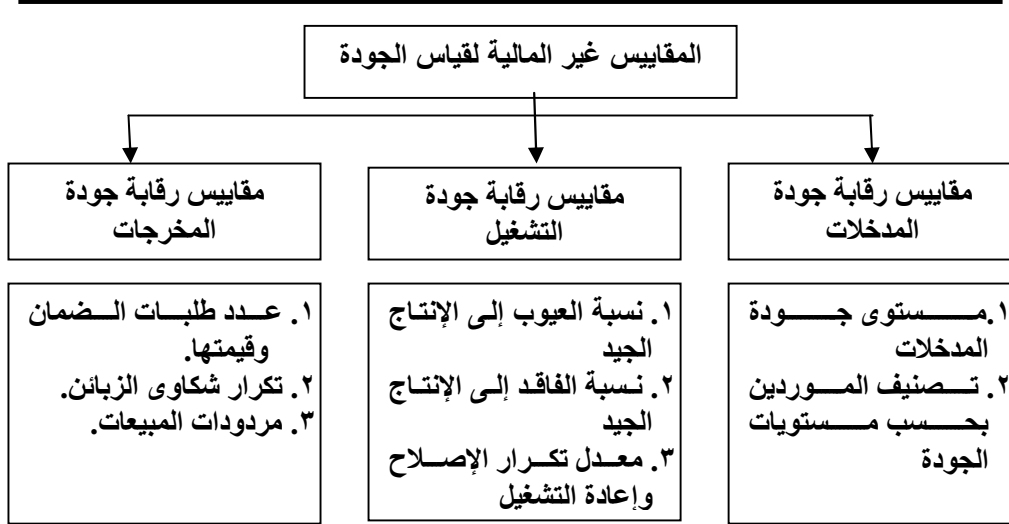 المقاييس غير المالية لقياس الجودة
مقاييس رقابة جودة
المدخلات
مقاييس رقابة جودة
التشغيل
مقاييس رقابة جودة
المخرجات
١. مستوى جودة
المدخلات
٢. تصنيف الموردين
بحسب مستويات
الجودة
١. نسبة العيوب إلى الإنتاج
الجيد
٢. نسبة الفاقد إلى الإنتاج
الجيد
٣. معدل تكرار الإصلاح
وإعادة التشغيل
١. عدد طلبات الضمان
وقيمتها.
٢. تكرار شكاوى الزبائن.
٣. مردودات المبيعات.